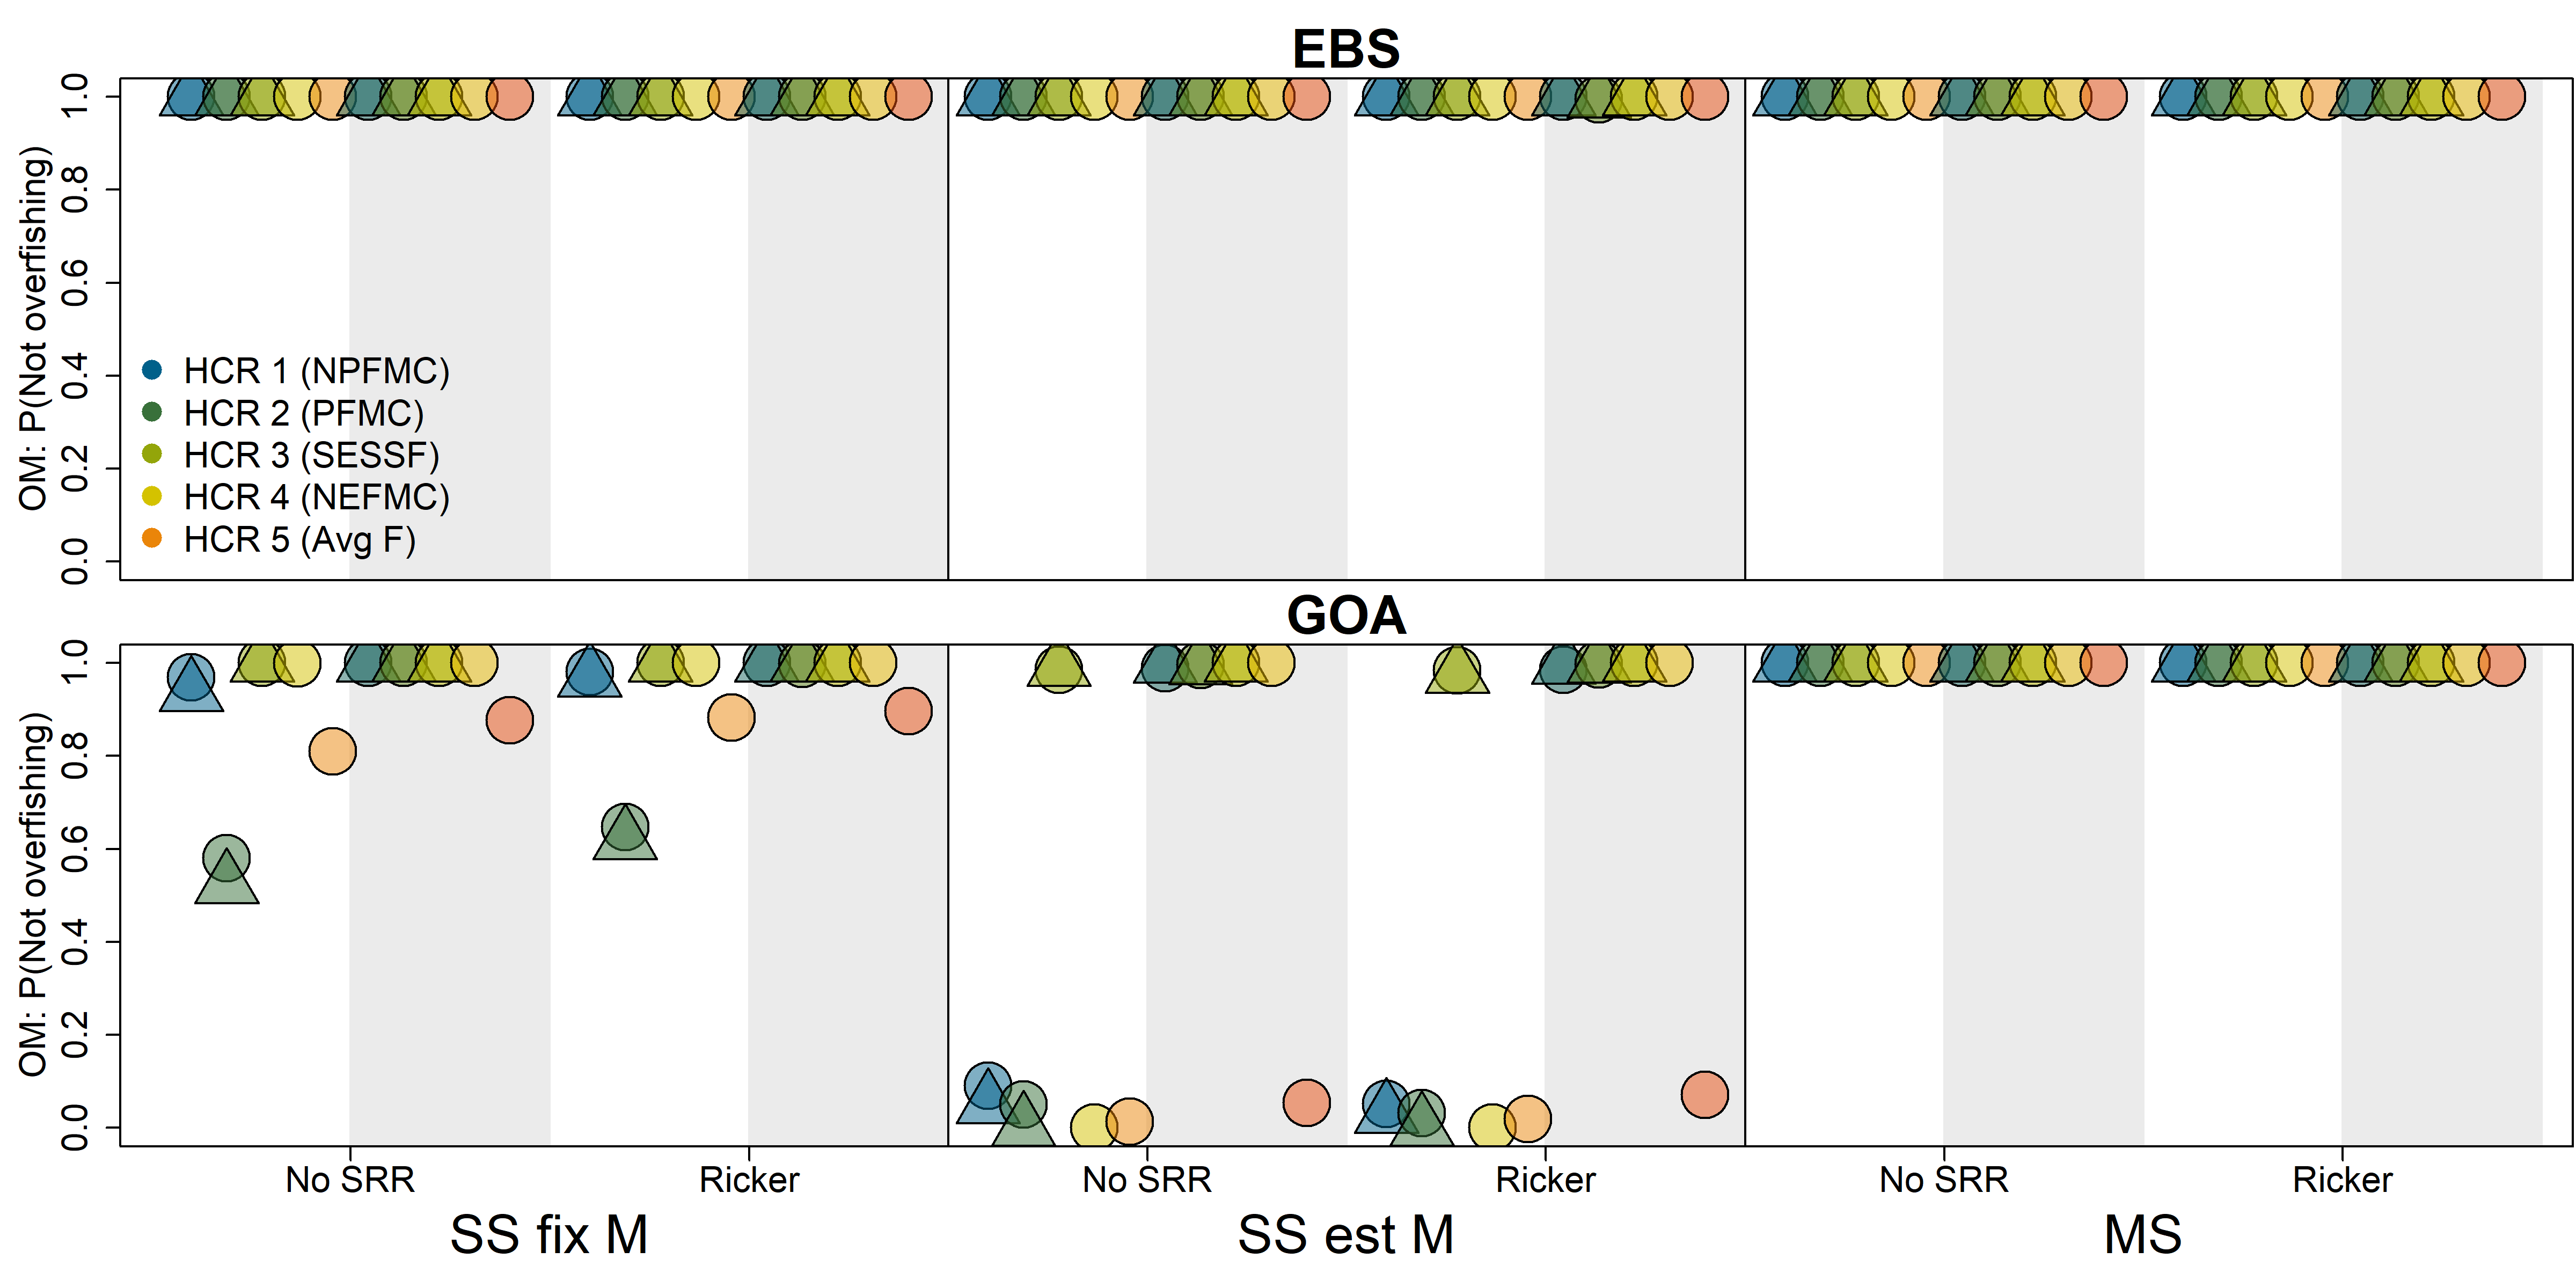 EBS
OM: P(Not overfishing)
1.0
0.8
0.6
0.4
0.2
0.0
HCR 1 (NPFMC)
HCR 2 (PFMC)
HCR 3 (SESSF)
HCR 4 (NEFMC)
HCR 5 (Avg F)
GOA
OM: P(Not overfishing)
1.0
0.8
0.6
0.4
0.2
0.0
No SRR Ricker No SRR Ricker No SRR Ricker
SS fix M SS est M MS